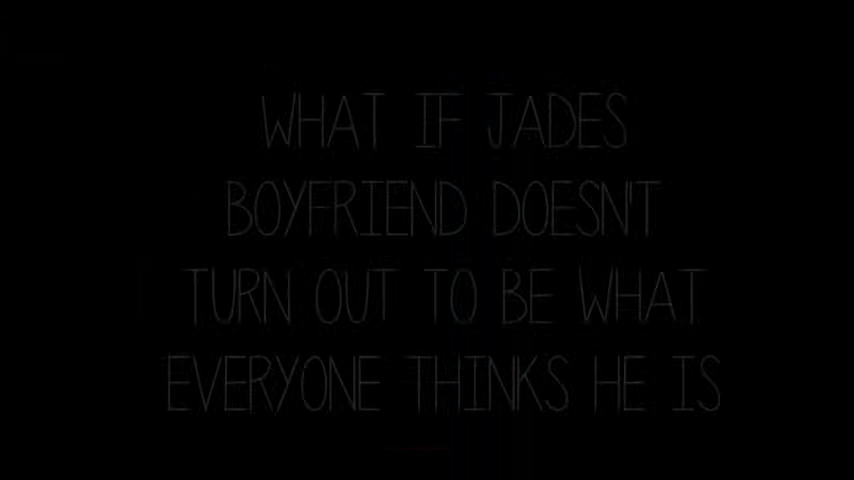 WHAT IF JADES
BOYFRIEND DOESN'T
TURN OUT TO BE WHAT
EVERYONE THINKS HE IS